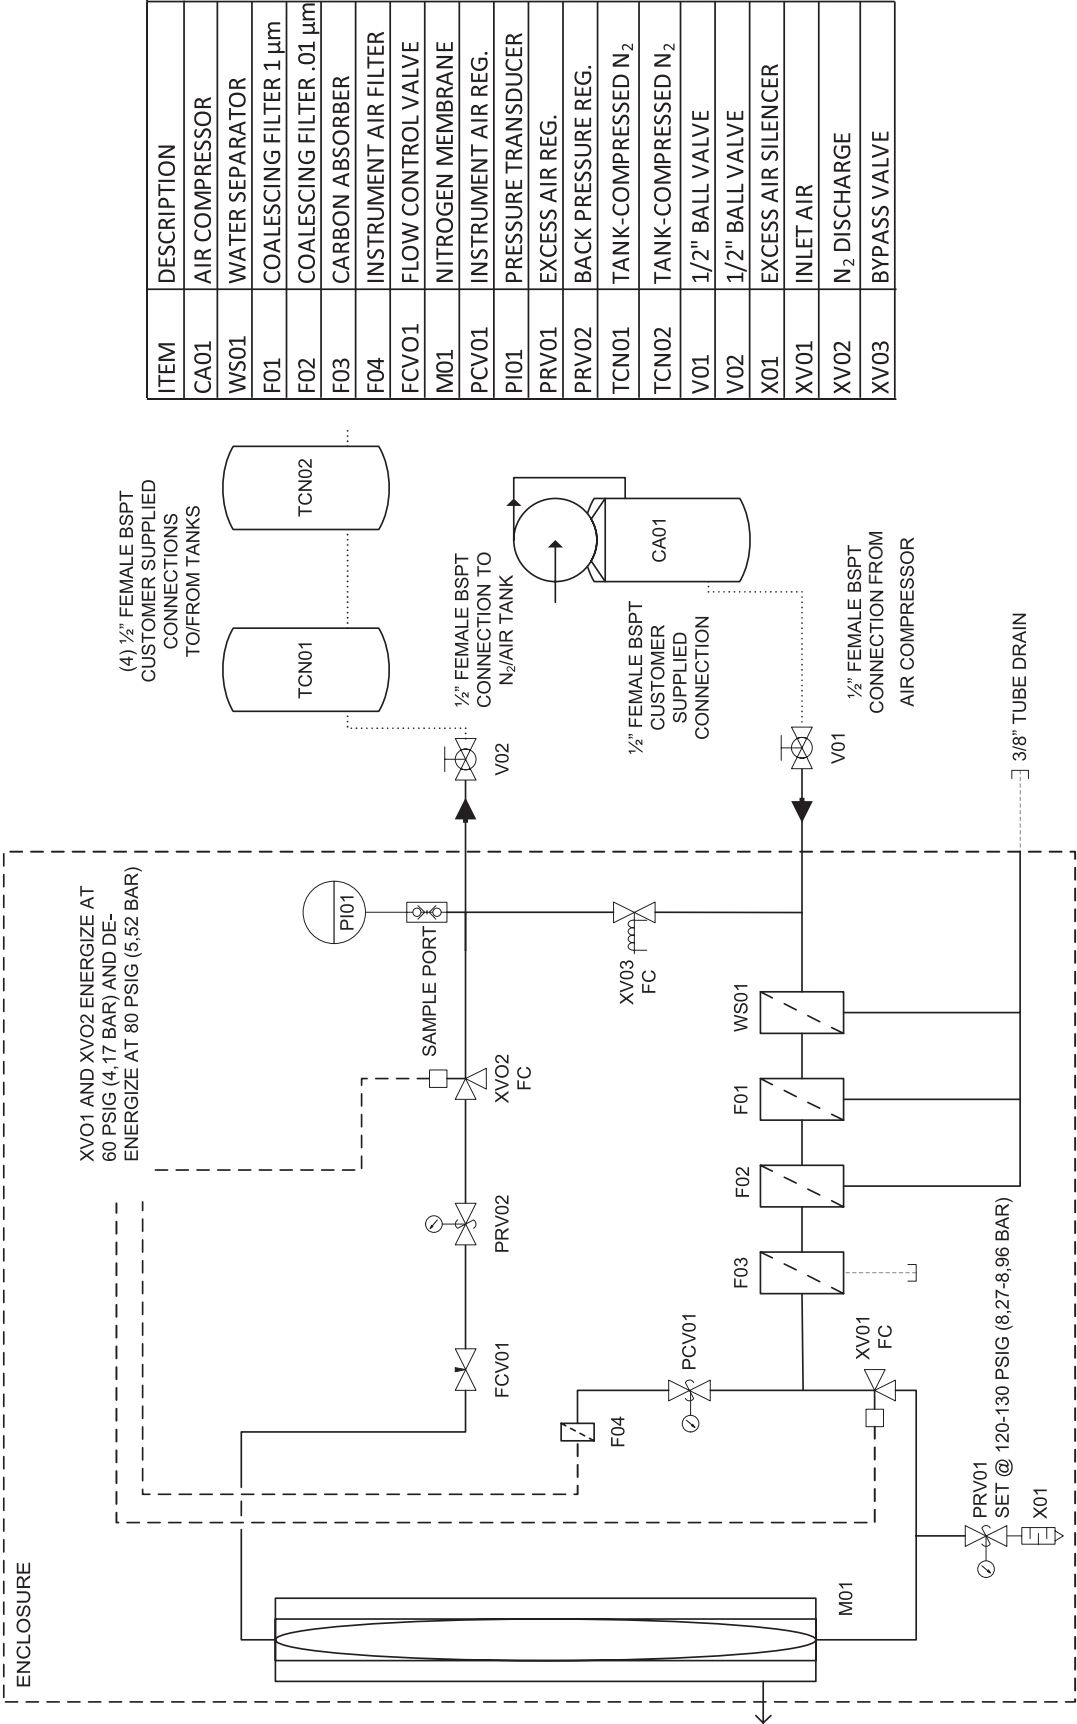 ENCLOSURE
XVO1 AND XVO2 ENERGIZE AT
60 PSIG (4,17 BAR) AND DE-
ENERGIZE AT 80 PSIG (5,52 BAR)
PI01
SAMPLE PORT
XVO2
FC
PRV02
FCV01
F04
PCV01
XV01
FC
F03
F02
F01
WS01
XV03
FC
PRV01
SET @ 120-130 PSIG (8,27-8,96 BAR)
X01
M01
(4) ½” FEMALE BSPT
CUSTOMER SUPPLIED
CONNECTIONS
TO/FROM TANKS
TCN01
TCN02
V02
½” FEMALE BSPT
CONNECTION TO
N₂/AIR TANK
CA01
½” FEMALE BSPT
CUSTOMER
SUPPLIED
CONNECTION
V01
½” FEMALE BSPT
CONNECTION FROM
AIR COMPRESSOR
3/8” TUBE DRAIN
ITEM DESCRIPTION
CA01 AIR COMPRESSOR
WS01 WATER SEPARATOR
F01 COALESCING FILTER 1 µm
F02 COALESCING FILTER .01 µm
F03 CARBON ABSORBER
F04 INSTRUMENT AIR FILTER
FCVO1 FLOW CONTROL VALVE
M01 NITROGEN MEMBRANE
PCV01 INSTRUMENT AIR REG.
PI01 PRESSURE TRANSDUCER
PRV01 EXCESS AIR REG.
PRV02 BACK PRESSURE REG.
TCN01 TANK-COMPRESSED N₂
TCN02 TANK-COMPRESSED N₂
V01 1/2" BALL VALVE
V02 1/2" BALL VALVE
X01 EXCESS AIR SILENCER
XV01 INLET AIR
XV02 N₂ DISCHARGE
XV03 BYPASS VALVE